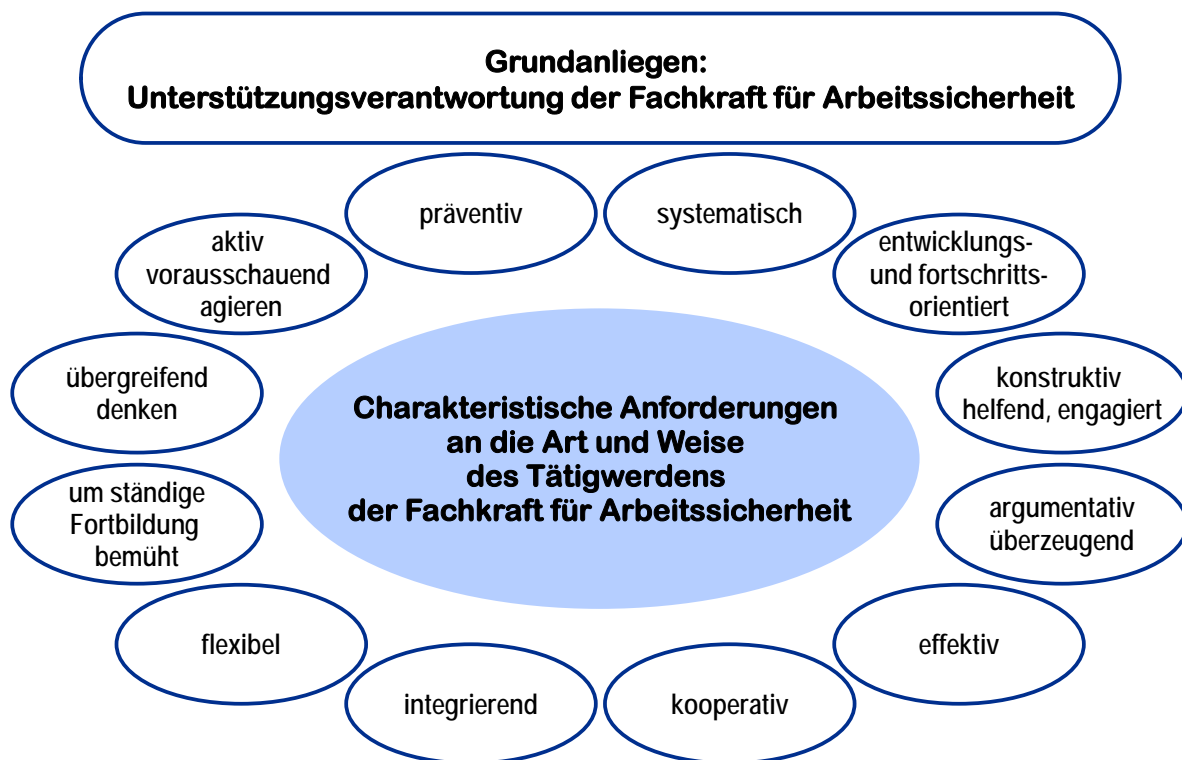 Grundanliegen:
Unterstützungsverantwortung der Fachkraft für Arbeitssicherheit
präventiv
systematisch
aktiv
vorausschauend
agieren
entwicklungs-
und fortschritts-
orientiert
übergreifend
denken
konstruktiv
helfend, engagiert
Charakteristische Anforderungen
an die Art und Weise
des Tätigwerdens
der Fachkraft für Arbeitssicherheit
um ständige
Fortbildung
bemüht
argumentativ
überzeugend
flexibel
effektiv
integrierend
kooperativ